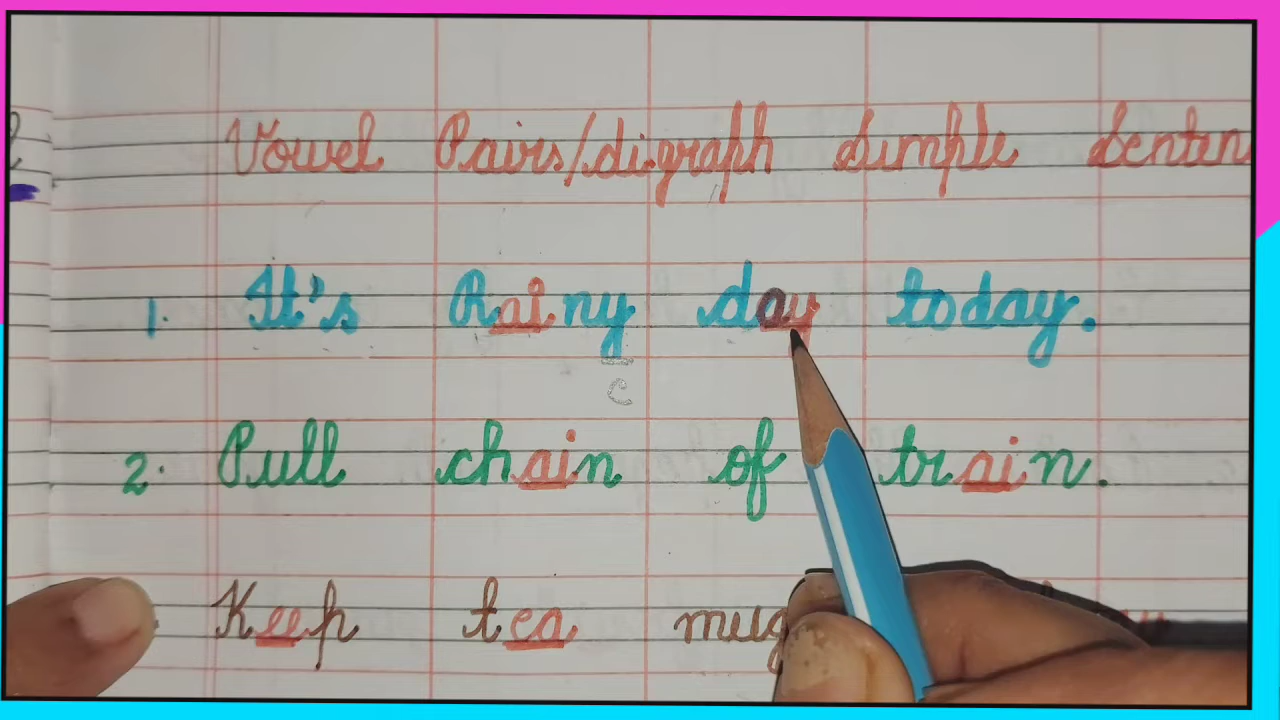 Vowel Pairs/digraph Simple Senten
1. It's Rainy day today.
2. Pull chain of train.
Keep tea mug